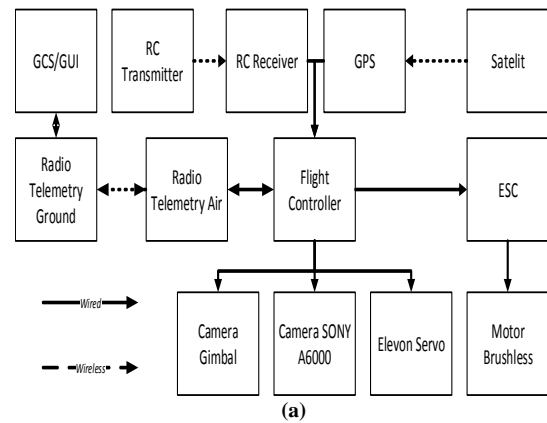 GCS/GUI
RC
Transmitter
RC Receiver
GPS
Satelit
Radio
Telemetry
Ground
Radio
Telemetry Air
Flight
Controller
ESC
Wired
Wireless
Camera
Gimbal
Camera SONY
A6000
Elevon Servo
Motor
Brushless
(a)